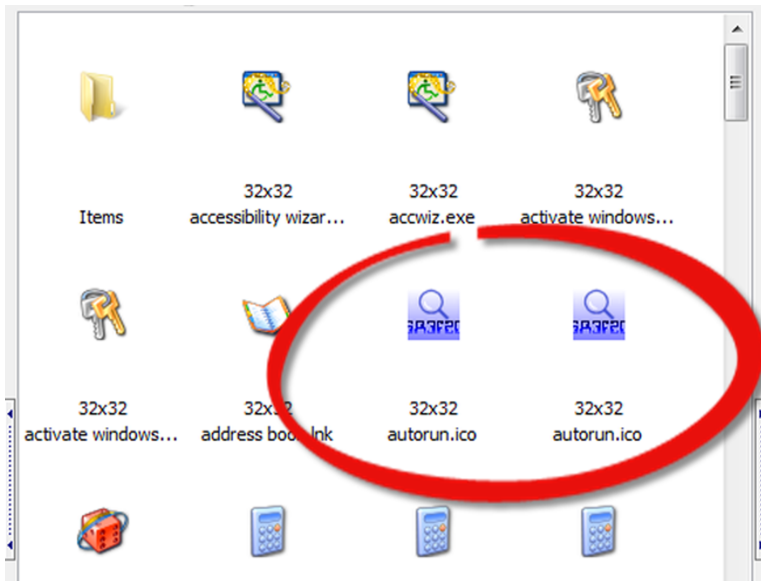 Items
32x32
accessibility wizar...
32x32
accwiz.exe
32x32
activate windows...
32x32
activate windows...
32x32
address book.lnk
32x32
autorun.ico
32x32
autorun.ico